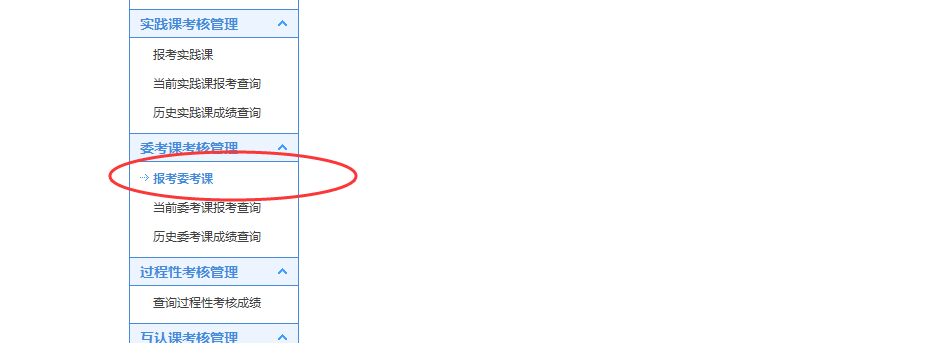 实践课考核管理
报考实践课
当前实践课报考查询
历史实践课成绩查询
委考课考核管理
报考委考课
当前委考课报考查询
历史委考课成绩查询
过程性考核管理
查询过程性考核成绩
互认课考核管理